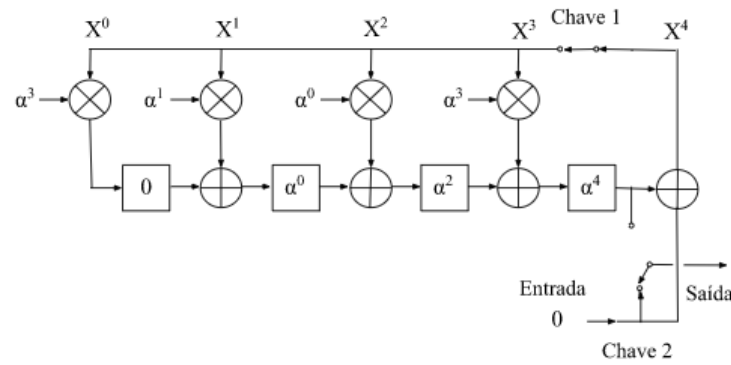 Chave 1
X⁰ X¹ X² X³ X⁴
α³ α¹ α⁰ α³
0 α⁰ α² α⁴
Entrada
Saída
0
Chave 2